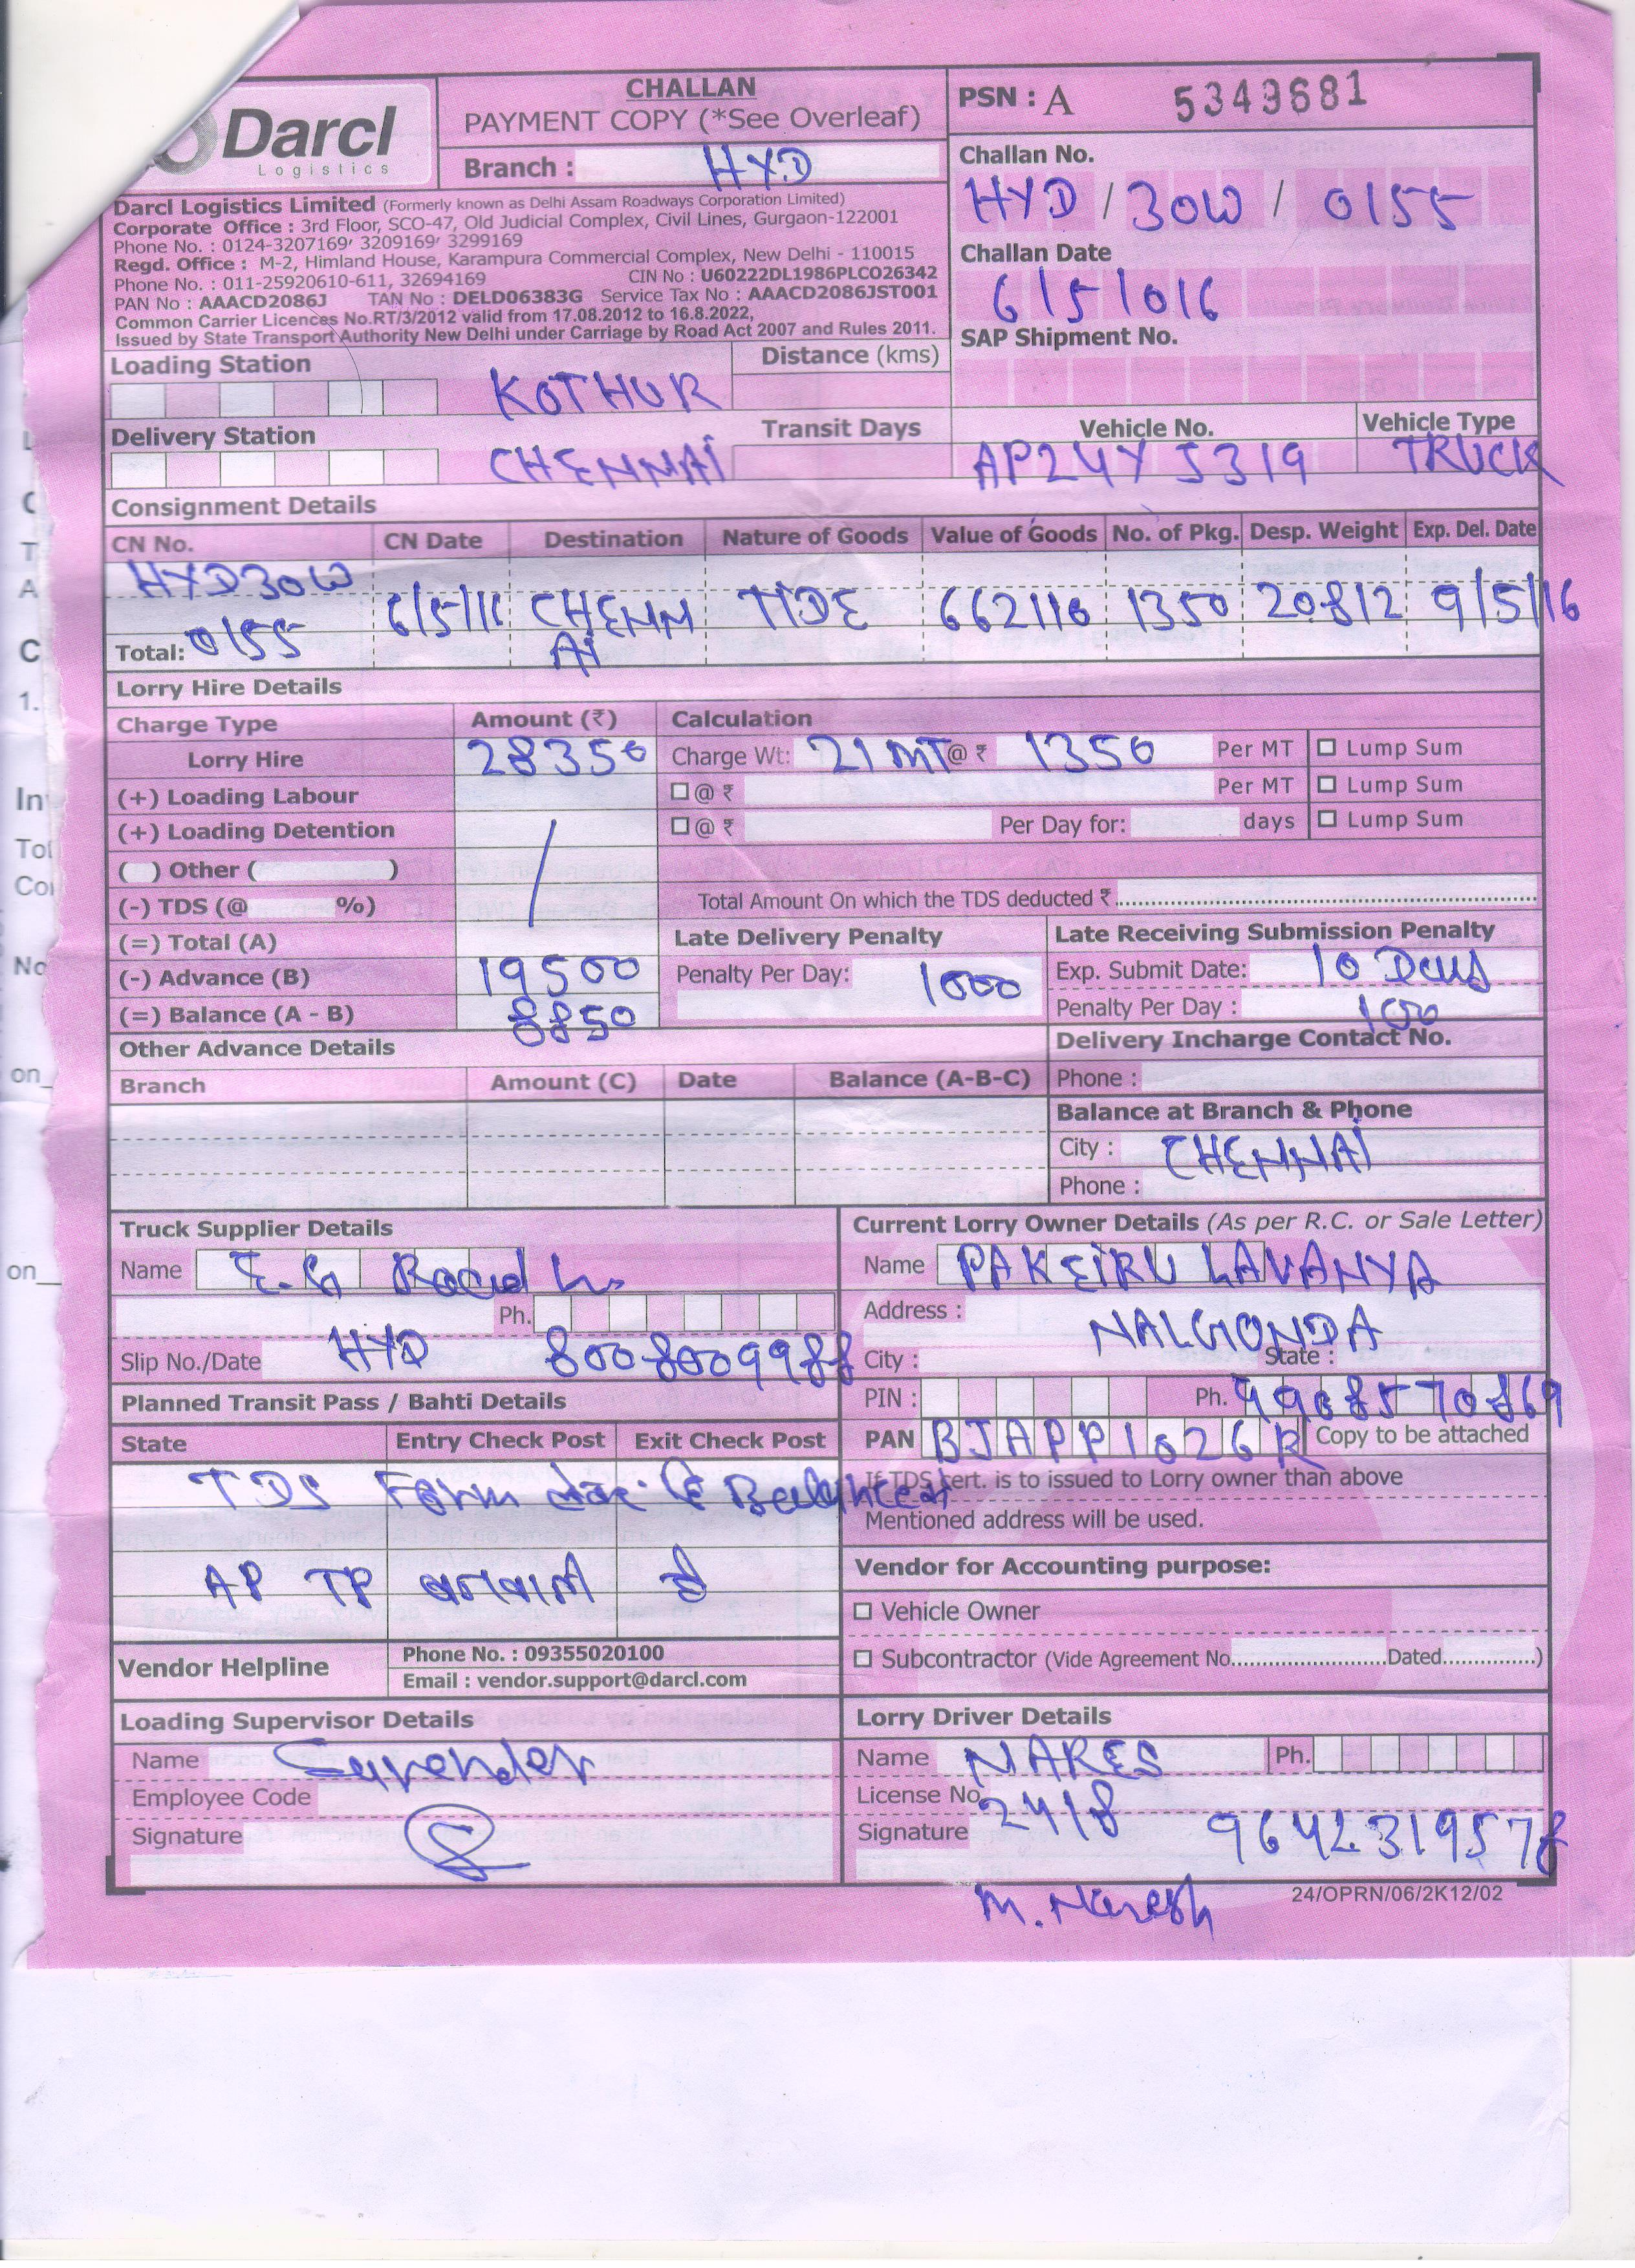 Darcl
Logistics
CHALLAN
PAYMENT COPY (*See Overleaf)
Branch : HYD
PSN : A 5349681
Challan No.
HYD / 30W / 0155
Challan Date
6/5/1016
SAP Shipment No.
Darcl Logistics Limited (Formerly known as Delhi Assam Roadways Corporation Limited)
Corporate Office : 3rd Floor, SCO-47, Old Judicial Complex, Civil Lines, Gurgaon-122001
Phone No. : 0124-3207169, 3209169, 3299169
Regd. Office : M-2, Himland House, Karampura Commercial Complex, New Delhi - 110015
Phone No. : 011-25920610-611, 32694169 CIN No : U60222DL1986PLCO26342
PAN No : AAACD2086J TAN No : DELD06383G Service Tax No : AAACD2086JST001
Common Carrier Licences No.RT/3/2012 valid from 17.08.2012 to 16.8.2022,
Issued by State Transport Authority New Delhi under Carriage by Road Act 2007 and Rules 2011.
Loading Station KOTHUR Distance (kms)
Delivery Station CHENNAI Transit Days
Vehicle No. Vehicle Type
AP24Y 5319 TRUCK
Consignment Details
CN No. CN Date Destination Nature of Goods Value of Goods No. of Pkg. Desp. Weight Exp. Del. Date
HYD30W
6/5/16 CHENN TIDE 662116 1350 20812 9/5/16
Total: 0155 AI
Lorry Hire Details
Charge Type Amount (₹) Calculation
Lorry Hire 28350 Charge Wt: 21 MT @ ₹ 1350 Per MT ☐ Lump Sum
(+) Loading Labour ☐ @ ₹ Per MT ☐ Lump Sum
(+) Loading Detention ☐ @ ₹ Per Day for: days ☐ Lump Sum
( ) Other ( )
(-) TDS (@ %) Total Amount On which the TDS deducted ₹
(=) Total (A) Late Delivery Penalty Late Receiving Submission Penalty
(-) Advance (B) 19500 Penalty Per Day: 1000 Exp. Submit Date: 10 Days
(=) Balance (A - B) 8850 Penalty Per Day : 100
Other Advance Details Delivery Incharge Contact No.
Branch Amount (C) Date Balance (A-B-C) Phone :
Balance at Branch & Phone
City : CHENNAI
Phone :
Truck Supplier Details
Name E.G Road
Ph.
Slip No./Date HYD 8008009988
Current Lorry Owner Details (As per R.C. or Sale Letter)
Name PAKEIRU LAVANYA
Address :
NALGONDA
City : State :
PIN : Ph. 9908570869
PAN BJAPP1026R Copy to be attached
If TDS cert. is to issued to Lorry owner than above
Mentioned address will be used.
Planned Transit Pass / Bahti Details
State Entry Check Post Exit Check Post
TDS Form
AP TP बनवानी है
Vendor for Accounting purpose:
☐ Vehicle Owner
☐ Subcontractor (Vide Agreement No. Dated )
Vendor Helpline
Phone No. : 09355020100
Email : vendor.support@darcl.com
Loading Supervisor Details
Name Surender
Employee Code
Signature
Lorry Driver Details
Name NARES Ph.
License No. 2418
Signature 9642319578
M. Naresh
24/OPRN/06/2K12/02